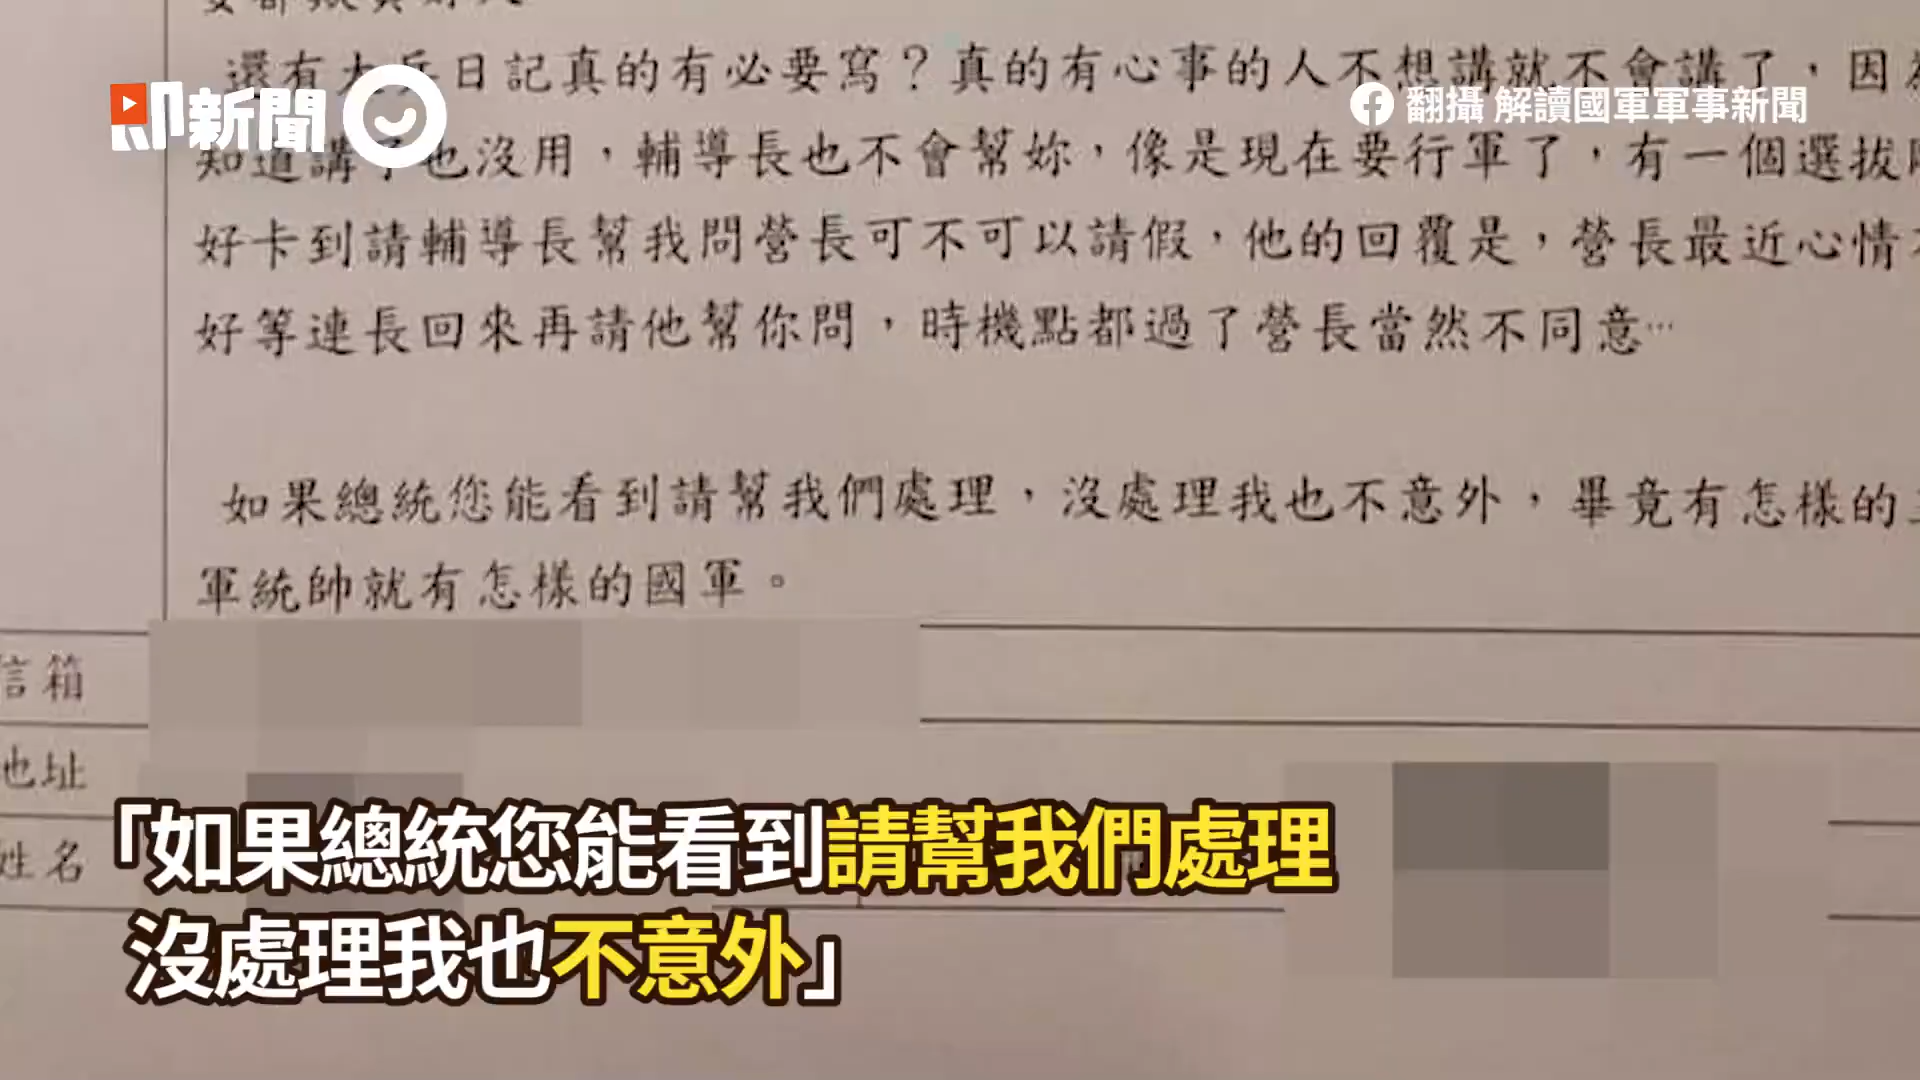 還有大兵日記真的有必要寫？真的有心事的人不想講就不會講了，因為
知道講了也沒用，輔導長也不會幫妳，像是現在要行軍了，有一個選拔
好卡到請輔導長幫我問營長可不可以請假，他的回覆是，營長最近心情
好等連長回來再請他幫你問，時機點都過了營長當然不同意…
如果總統您能看到請幫我們處理，沒處理我也不意外，畢竟有怎樣的
軍統帥就有怎樣的國軍。
信箱
地址
姓名
即新聞
翻攝 解讀國軍軍事新聞
「如果總統您能看到請幫我們處理
沒處理我也不意外」